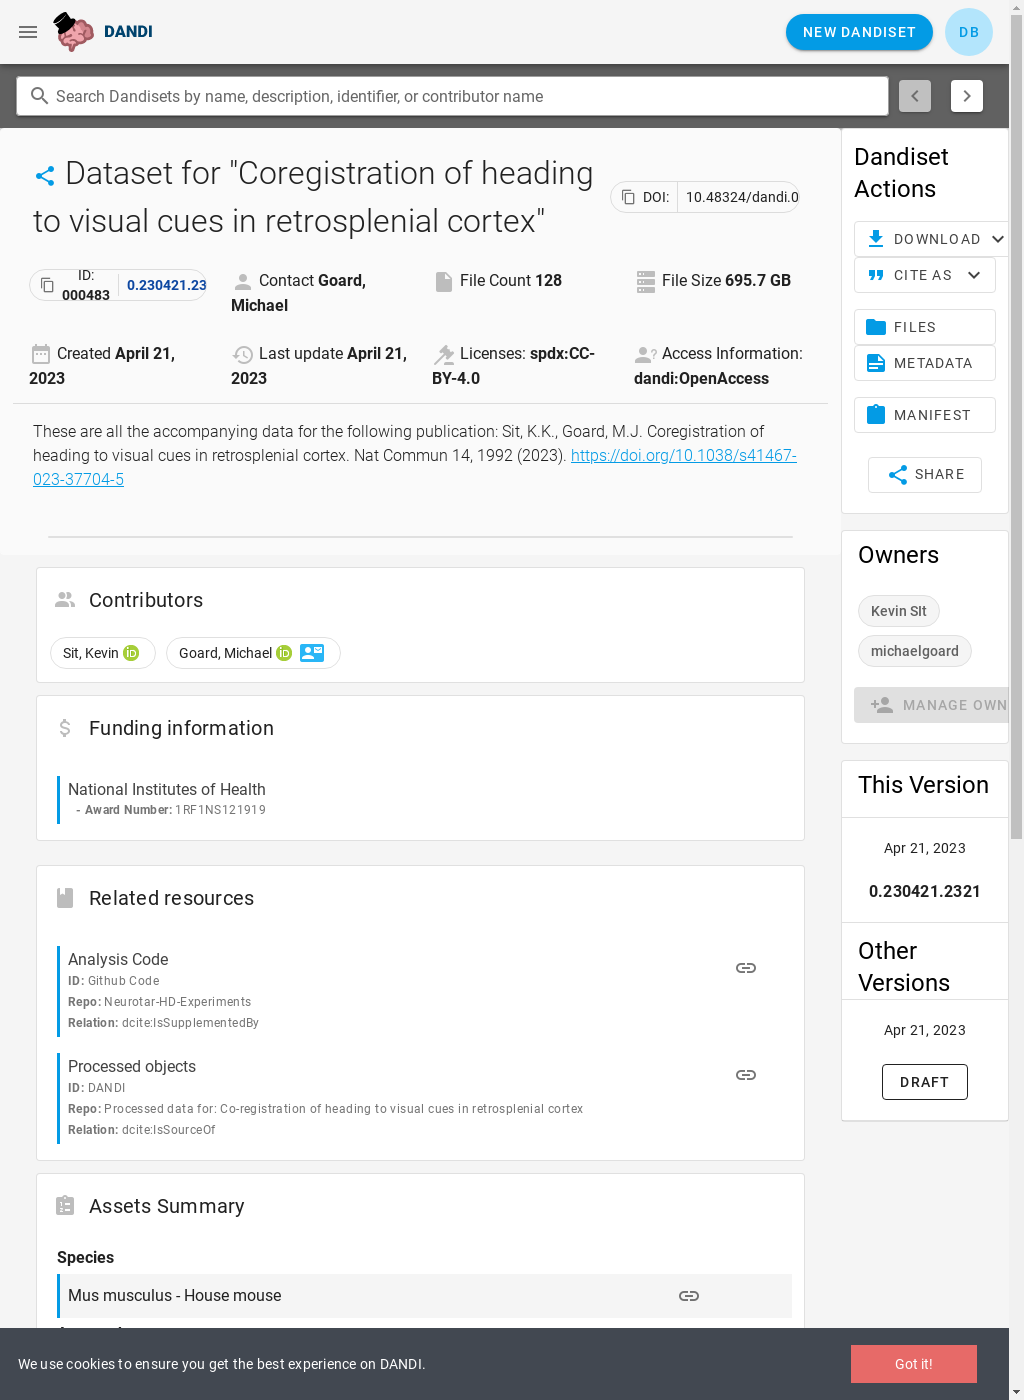 DANDI
NEW DANDISET
DB
Search Dandisets by name, description, identifier, or contributor name
Dataset for "Coregistration of heading
to visual cues in retrosplenial cortex"
DOI:
10.48324/dandi.0
ID:
000483
0.230421.23
Contact Goard,
Michael
File Count 128
File Size 695.7 GB
Created April 21,
2023
Last update April 21,
2023
Licenses: spdx:CC-
BY-4.0
Access Information:
dandi:OpenAccess
These are all the accompanying data for the following publication: Sit, K.K., Goard, M.J. Coregistration of
heading to visual cues in retrosplenial cortex. Nat Commun 14, 1992 (2023). https://doi.org/10.1038/s41467-
023-37704-5
Contributors
Sit, Kevin iD
Goard, Michael iD
Funding information
National Institutes of Health
- Award Number: 1RF1NS121919
Related resources
Analysis Code
ID: Github Code
Repo: Neurotar-HD-Experiments
Relation: dcite:IsSupplementedBy
Processed objects
ID: DANDI
Repo: Processed data for: Co-registration of heading to visual cues in retrosplenial cortex
Relation: dcite:IsSourceOf
Assets Summary
Species
Mus musculus - House mouse
Dandiset
Actions
DOWNLOAD
CITE AS
FILES
METADATA
MANIFEST
SHARE
Owners
Kevin SIt
michaelgoard
MANAGE OWN
This Version
Apr 21, 2023
0.230421.2321
Other
Versions
Apr 21, 2023
DRAFT
We use cookies to ensure you get the best experience on DANDI.
Got it!